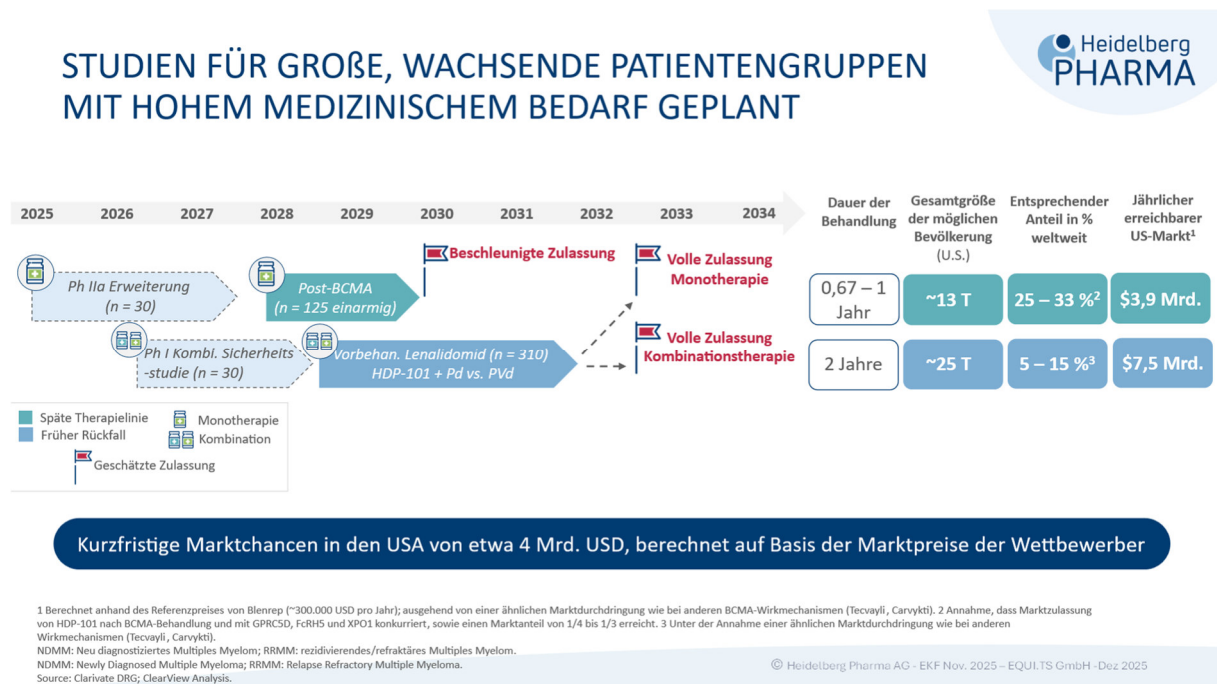 STUDIEN FÜR GROßE, WACHSENDE PATIENTENGRUPPEN
MIT HOHEM MEDIZINISCHEM BEDARF GEPLANT
Heidelberg
PHARMA
2025 2026 2027 2028 2029 2030 2031 2032 2033 2034
Dauer der
Behandlung
Gesamtgröße
der möglichen
Bevölkerung
(U.S.)
Entsprechender
Anteil in %
weltweit
Jährlicher
erreichbarer
US-Markt1
Ph IIa Erweiterung
(n = 30)
Post-BCMA
(n = 125 einarmig)
Beschleunigte Zulassung
Volle Zulassung
Monotherapie
0,67 – 1
Jahr
~13 T
25 – 33 %2
$3,9 Mrd.
Ph I Kombl. Sicherheits
-studie (n = 30)
Vorbehan. Lenalidomid (n = 310)
HDP-101 + Pd vs. PVd
Volle Zulassung
Kombinationstherapie
2 Jahre
~25 T
5 – 15 %3
$7,5 Mrd.
Späte Therapielinie
Früher Rückfall
Monotherapie
Kombination
Geschätzte Zulassung
Kurzfristige Marktchancen in den USA von etwa 4 Mrd. USD, berechnet auf Basis der Marktpreise der Wettbewerber
1 Berechnet anhand des Referenzpreises von Blenrep (~300.000 USD pro Jahr); ausgehend von einer ähnlichen Marktdurchdringung wie bei anderen BCMA-Wirkmechanismen (Tecvayli, Carvykti). 2 Annahme, dass Marktzulassung
von HDP-101 nach BCMA-Behandlung und mit GPRC5D, FcRH5 und XPO1 konkurriert, sowie einen Marktanteil von 1/4 bis 1/3 erreicht. 3 Unter der Annahme einer ähnlichen Marktdurchdringung wie bei anderen
Wirkmechanismen (Tecvayli, Carvykti).
NDMM: Neu diagnostiziertes Multiples Myelom; RRMM: rezidivierendes/refraktäres Multiples Myelom.
NDMM: Newly Diagnosed Multiple Myeloma; RRMM: Relapse Refractory Multiple Myeloma.
Source: Clarivate DRG; ClearView Analysis.
© Heidelberg Pharma AG - EKF Nov. 2025 – EQUI.TS GmbH -Dez 2025